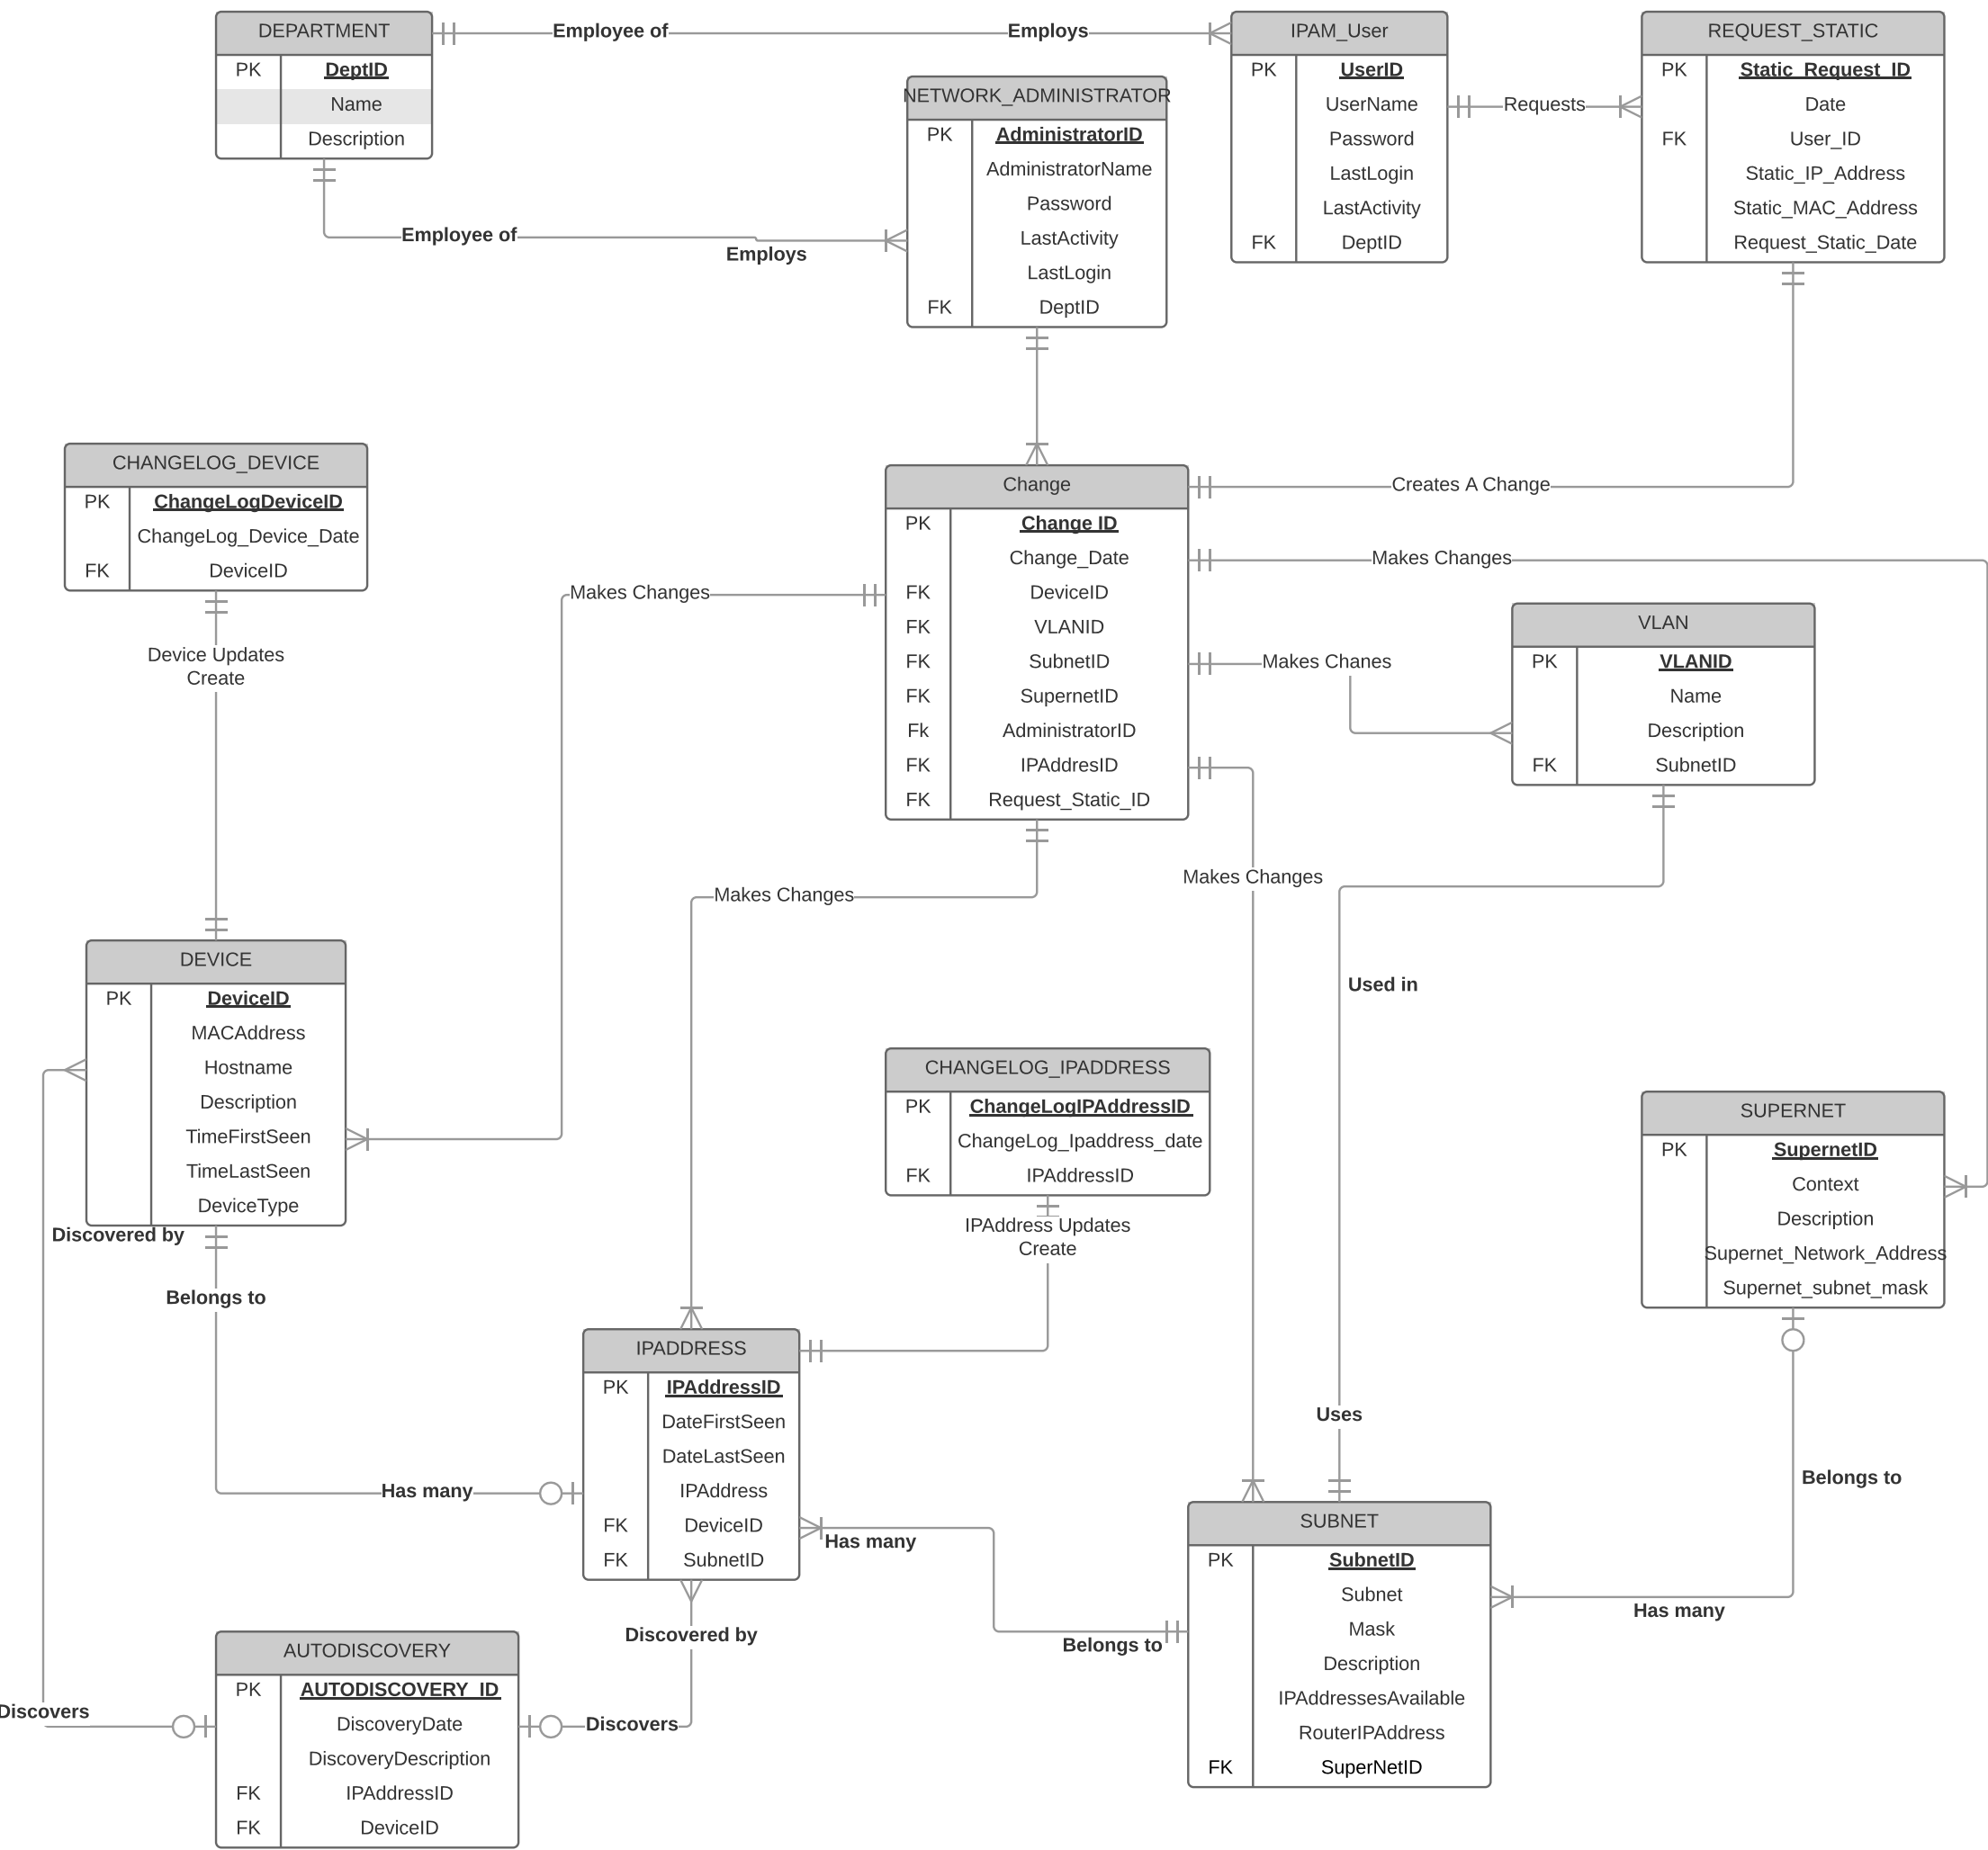 DEPARTMENT
PK DeptID
Name
Description
Employee of
Employs
IPAM_User
PK UserID
UserName
Password
LastLogin
LastActivity
FK DeptID
Requests
REQUEST_STATIC
PK Static_Request_ID
Date
FK User_ID
Static_IP_Address
Static_MAC_Address
Request_Static_Date
NETWORK_ADMINISTRATOR
PK AdministratorID
AdministratorName
Password
LastActivity
LastLogin
FK DeptID
Employee of
Employs
CHANGELOG_DEVICE
PK ChangeLogDeviceID
ChangeLog_Device_Date
FK DeviceID
Device Updates
Create
Change
PK Change ID
Change_Date
FK DeviceID
FK VLANID
FK SubnetID
FK SupernetID
Fk AdministratorID
FK IPAddresID
FK Request_Static_ID
Creates A Change
Makes Changes
Makes Changes
Makes Chanes
VLAN
PK VLANID
Name
Description
FK SubnetID
Makes Changes
Makes Changes
DEVICE
PK DeviceID
MACAddress
Hostname
Description
TimeFirstSeen
TimeLastSeen
DeviceType
Discovered by
Belongs to
Used in
CHANGELOG_IPADDRESS
PK ChangeLogIPAddressID
ChangeLog_Ipaddress_date
FK IPAddressID
IPAddress Updates
Create
SUPERNET
PK SupernetID
Context
Description
Supernet_Network_Address
Supernet_subnet_mask
IPADDRESS
PK IPAddressID
DateFirstSeen
DateLastSeen
IPAddress
FK DeviceID
FK SubnetID
Has many
Uses
Belongs to
Has many
Has many
Belongs to
SUBNET
PK SubnetID
Subnet
Mask
Description
IPAddressesAvailable
RouterIPAddress
FK SuperNetID
Discovered by
Discovers
Discovers
AUTODISCOVERY
PK AUTODISCOVERY_ID
DiscoveryDate
DiscoveryDescription
FK IPAddressID
FK DeviceID